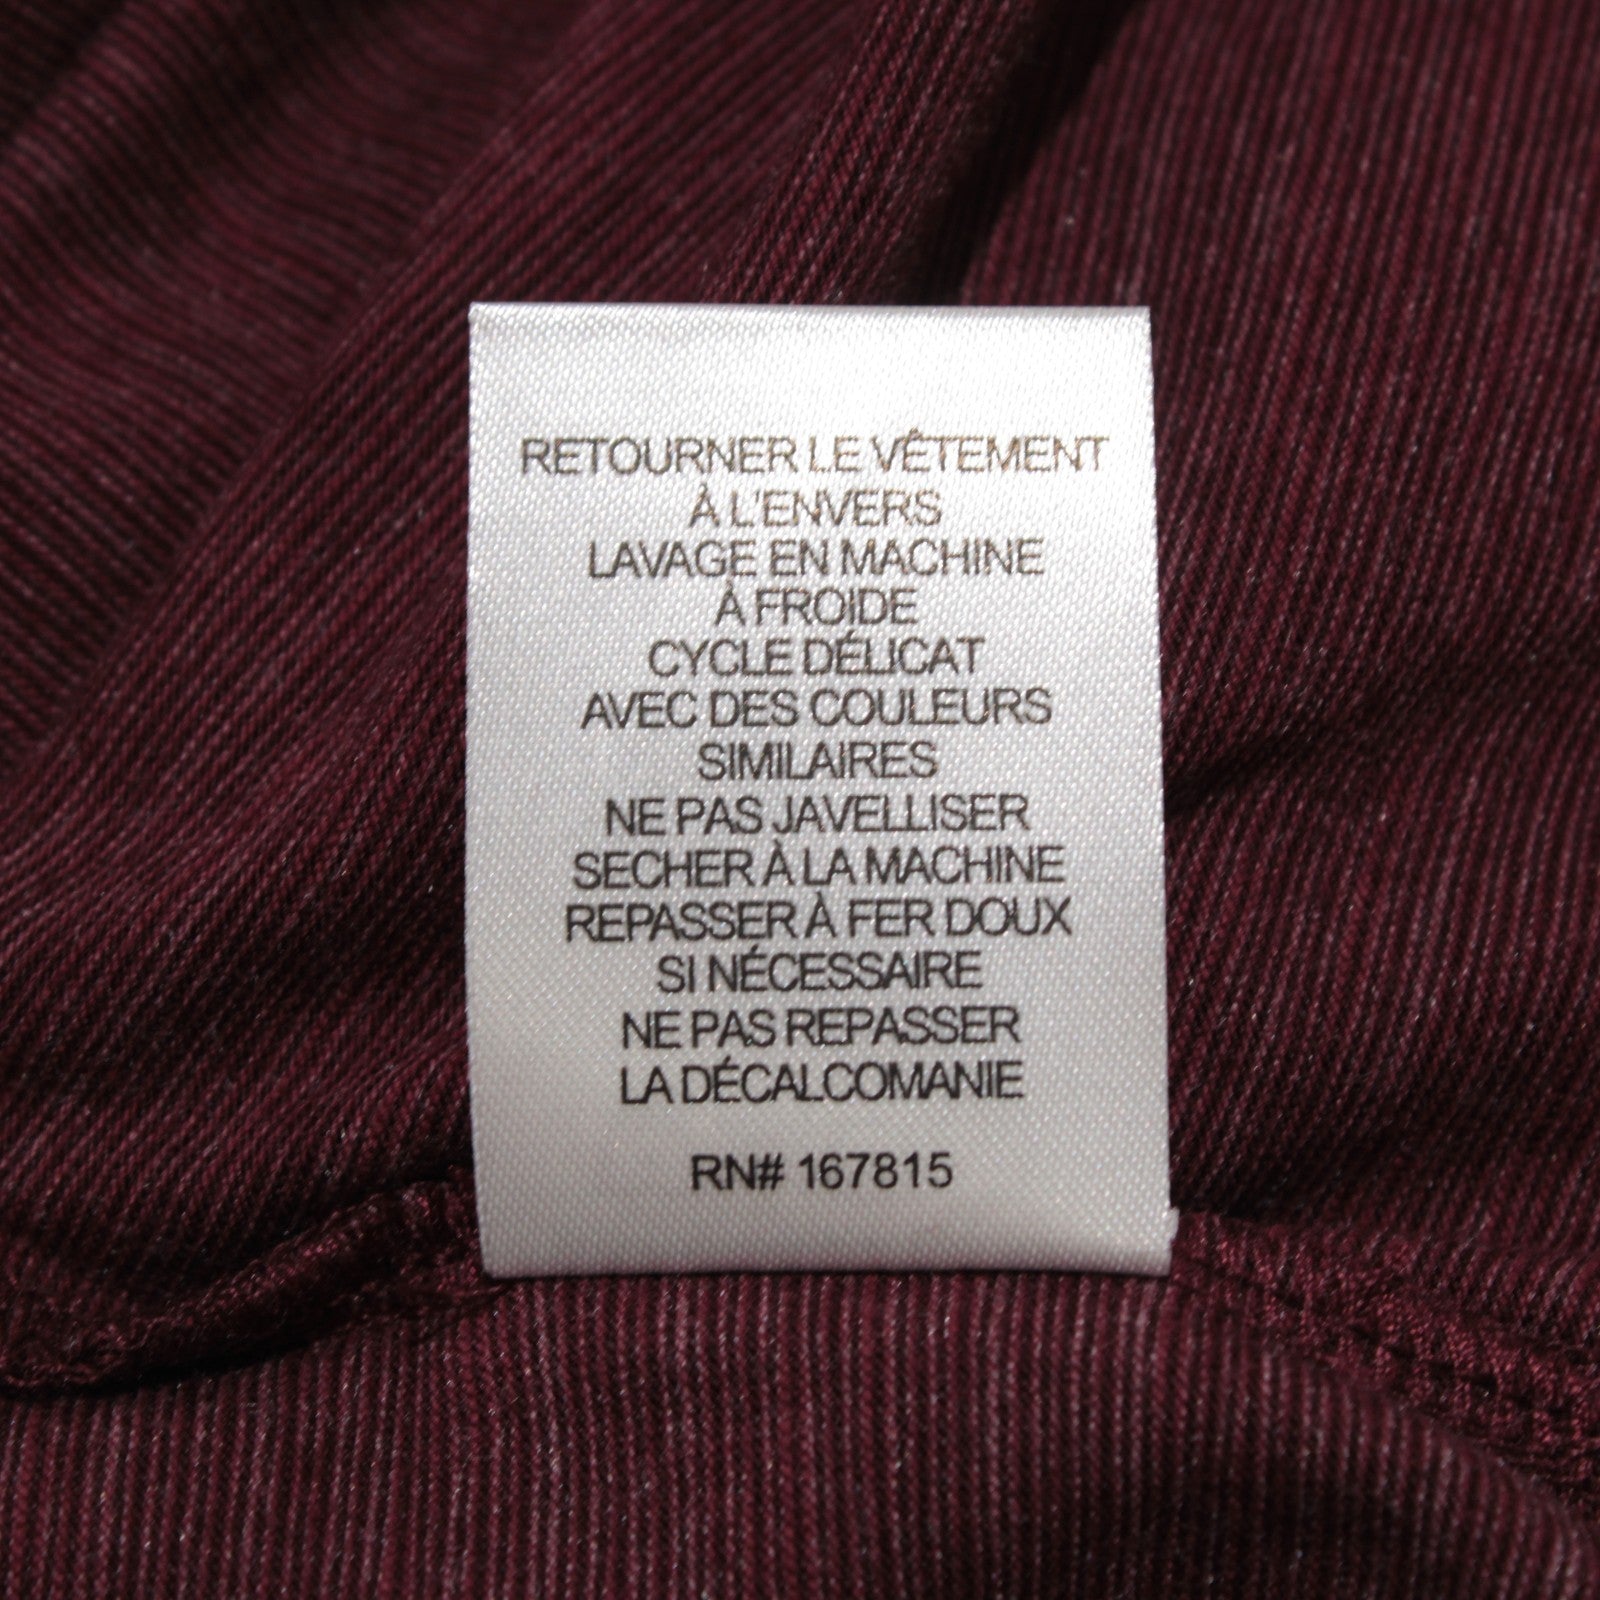 RETOURNER LE VÊTEMENT
À L'ENVERS
LAVAGE EN MACHINE
À FROIDE
CYCLE DÉLICAT
AVEC DES COULEURS
SIMILAIRES
NE PAS JAVELLISER
SECHER À LA MACHINE
REPASSER À FER DOUX
SI NÉCESSAIRE
NE PAS REPASSER
LA DÉCALCOMANIE
RN# 167815